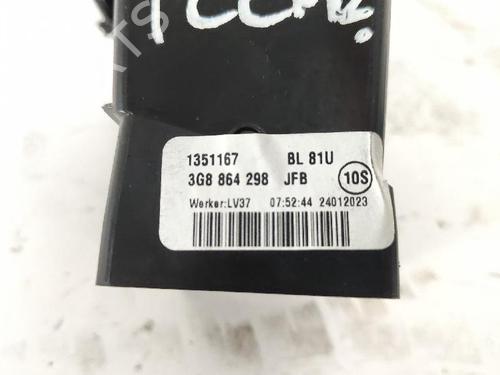 1351167 BL 81U
3G8 864 298 JFB 10S
Werker:LV37 07:52:44 24012023